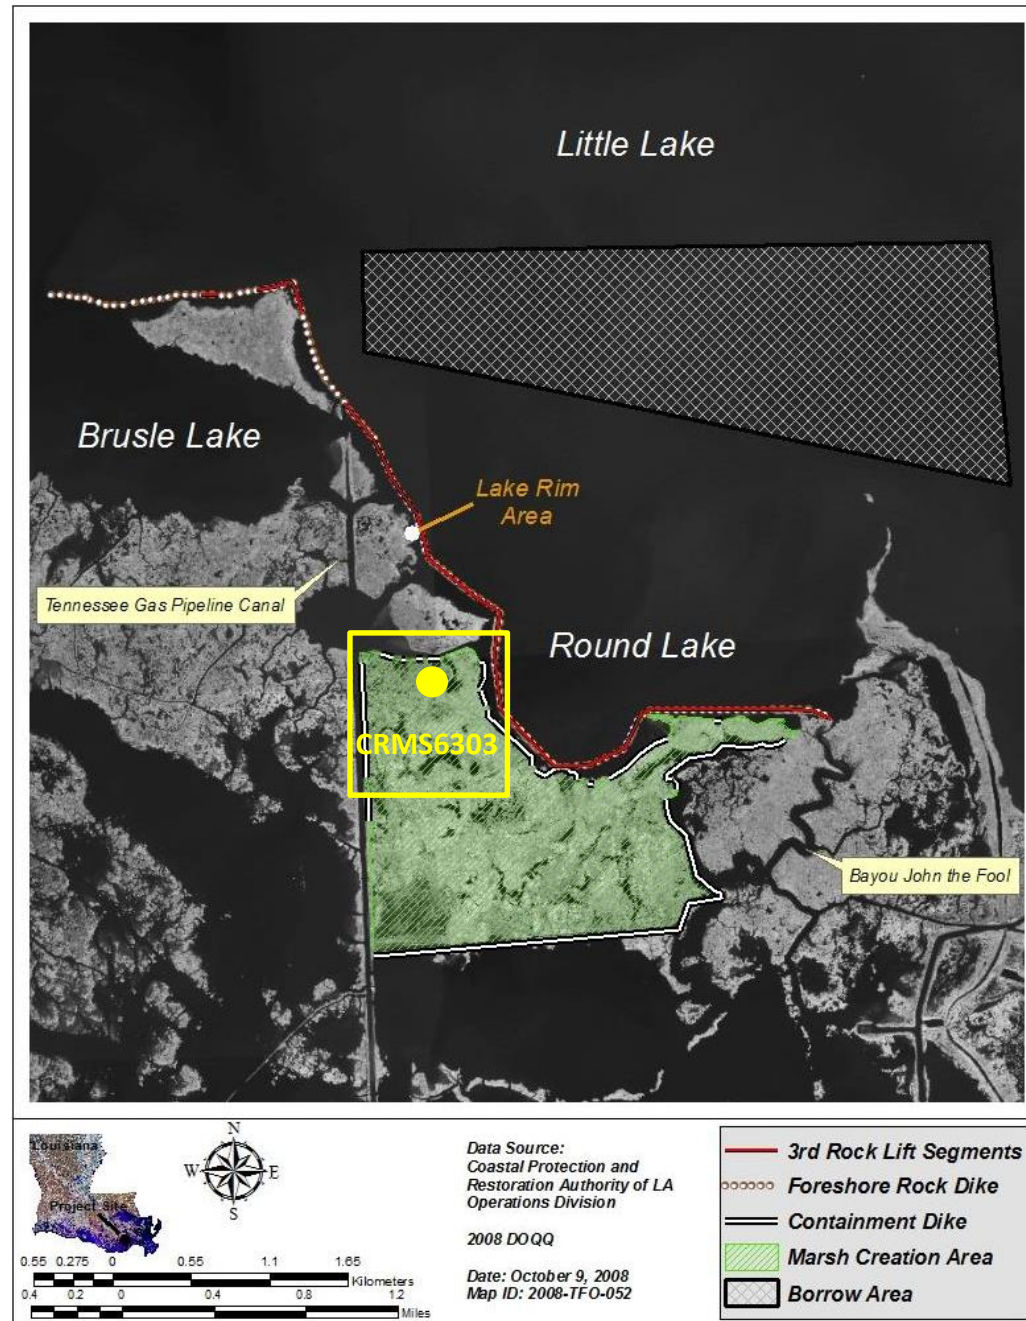 Little Lake
Brusle Lake
Lake Rim
Area
Tennessee Gas Pipeline Canal
Round Lake
CRMS6303
Bayou John the Fool
Louisiana
Project Site
N
W
E
S
0.55 0.275 0 0.55 1.1 1.65
Kilometers
0.4 0.2 0 0.4 0.8 1.2
Miles
Data Source:
Coastal Protection and
Restoration Authority of LA
Operations Division
2008 DOQQ
Date: October 9, 2008
Map ID: 2008-TFO-052
3rd Rock Lift Segments
Foreshore Rock Dike
Containment Dike
Marsh Creation Area
Borrow Area